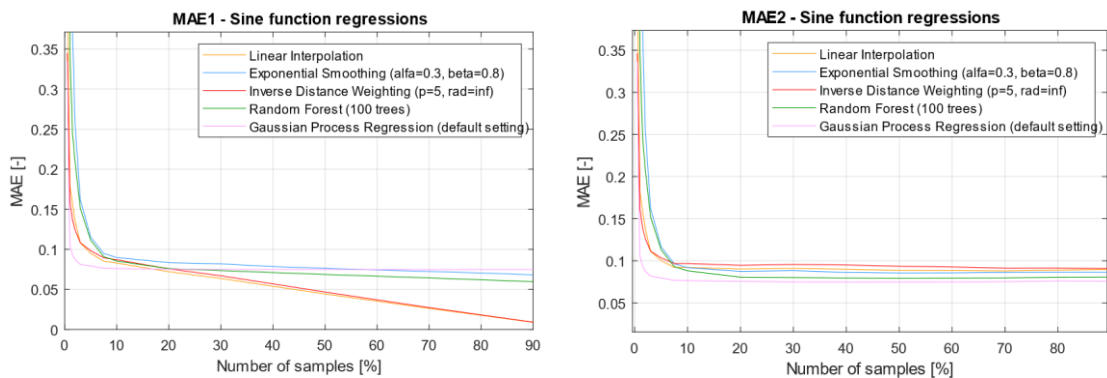 MAE1 - Sine function regressions
0.35
0.3
0.25
0.2
0.15
0.1
0.05
0
MAE [-]
Linear Interpolation
Exponential Smoothing (alfa=0.3, beta=0.8)
Inverse Distance Weighting (p=5, rad=inf)
Random Forest (100 trees)
Gaussian Process Regression (default setting)
0 10 20 30 40 50 60 70 80 90
Number of samples [%]
MAE2 - Sine function regressions
0.35
0.3
0.25
0.2
0.15
0.1
0.05
MAE [-]
Linear Interpolation
Exponential Smoothing (alfa=0.3, beta=0.8)
Inverse Distance Weighting (p=5, rad=inf)
Random Forest (100 trees)
Gaussian Process Regression (default setting)
0 10 20 30 40 50 60 70 80
Number of samples [%]